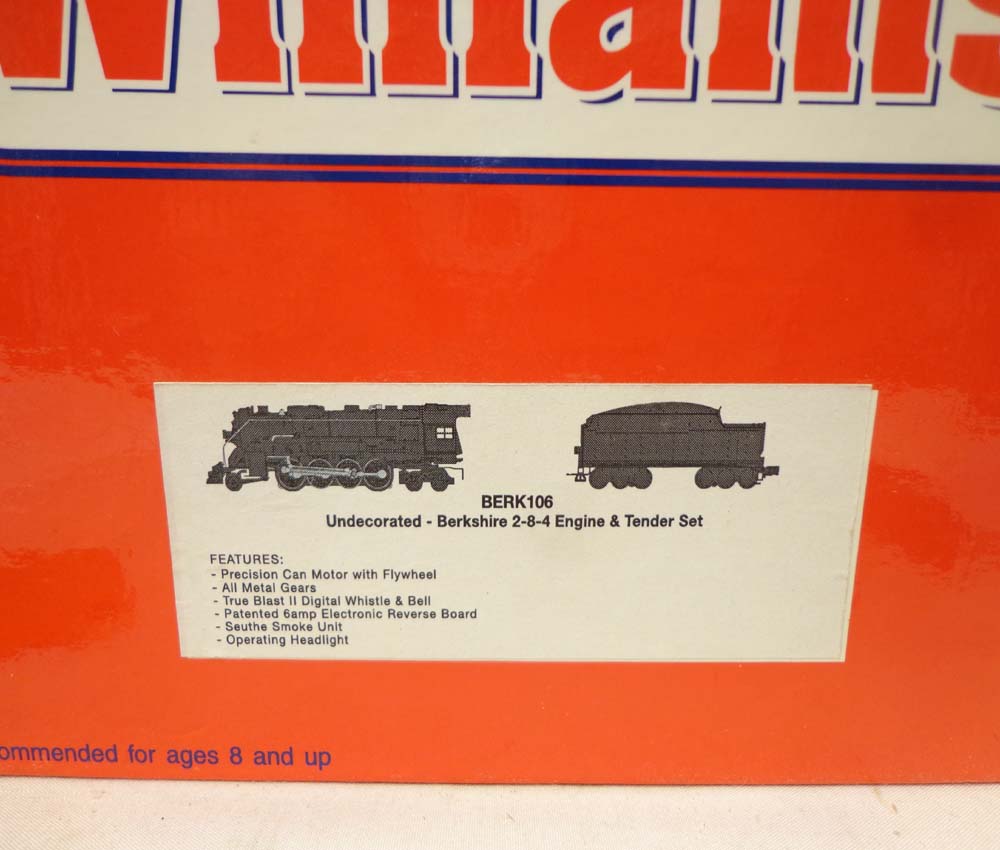 Williams
BERK106
Undecorated - Berkshire 2-8-4 Engine & Tender Set
FEATURES:
- Precision Can Motor with Flywheel
- All Metal Gears
- True Blast II Digital Whistle & Bell
- Patented 6amp Electronic Reverse Board
- Seuthe Smoke Unit
- Operating Headlight
ommended for ages 8 and up